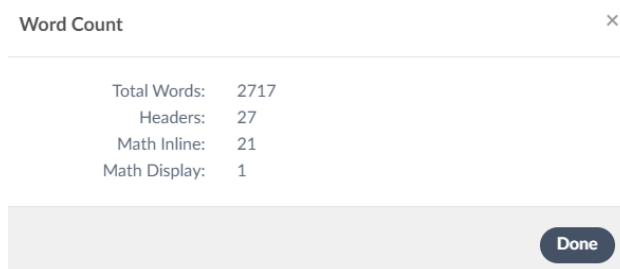 Word Count ×
Total Words: 2717
Headers: 27
Math Inline: 21
Math Display: 1
Done